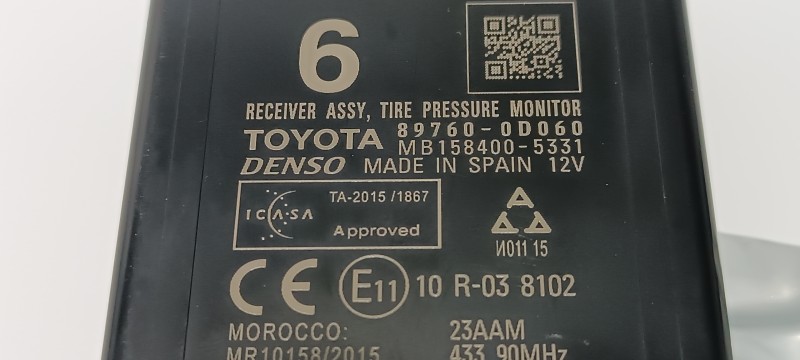 6
RECEIVER ASSY, TIRE PRESSURE MONITOR
TOYOTA 89760-0D060
MB158400-5331
DENSO MADE IN SPAIN 12V
TA-2015 /1867
ICASA
Approved
И011 15
CE E11 10 R-03 8102
MOROCCO: 23AAM
MR10158/2015 433.90MHz